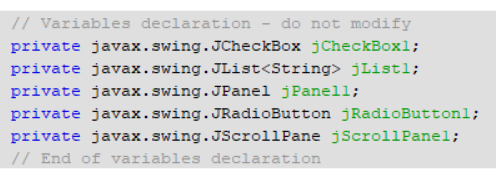 // Variables declaration - do not modify
private javax.swing.JCheckBox jCheckBox1;
private javax.swing.JList<String> jList1;
private javax.swing.JPanel jPanel1;
private javax.swing.JRadioButton jRadioButton1;
private javax.swing.JScrollPane jScrollPane1;
// End of variables declaration